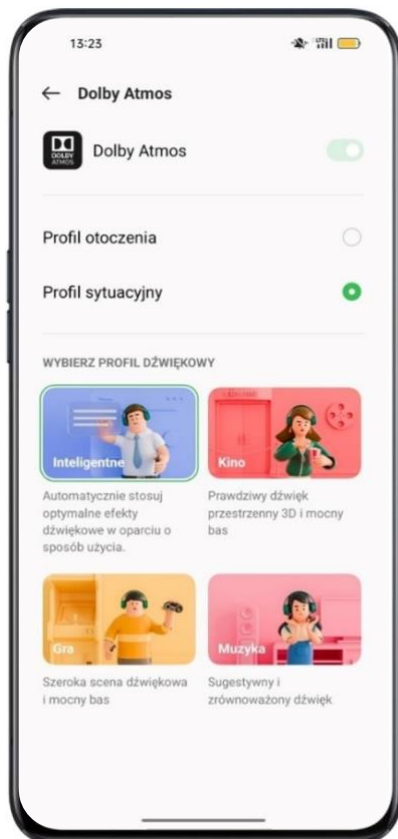 13:23
Dolby Atmos
DOLBY
ATMOS
Dolby Atmos
Profil otoczenia
Profil sytuacyjny
WYBIERZ PROFIL DŹWIĘKOWY
Inteligentne
Automatycznie stosuj
optymalne efekty
dźwiękowe w oparciu o
sposób użycia.
Kino
Prawdziwy dźwięk
przestrzenny 3D i mocny
bas
Gra
Szeroka scena dźwiękowa
i mocny bas
Muzyka
Sugestywny i
zrównoważony dźwięk